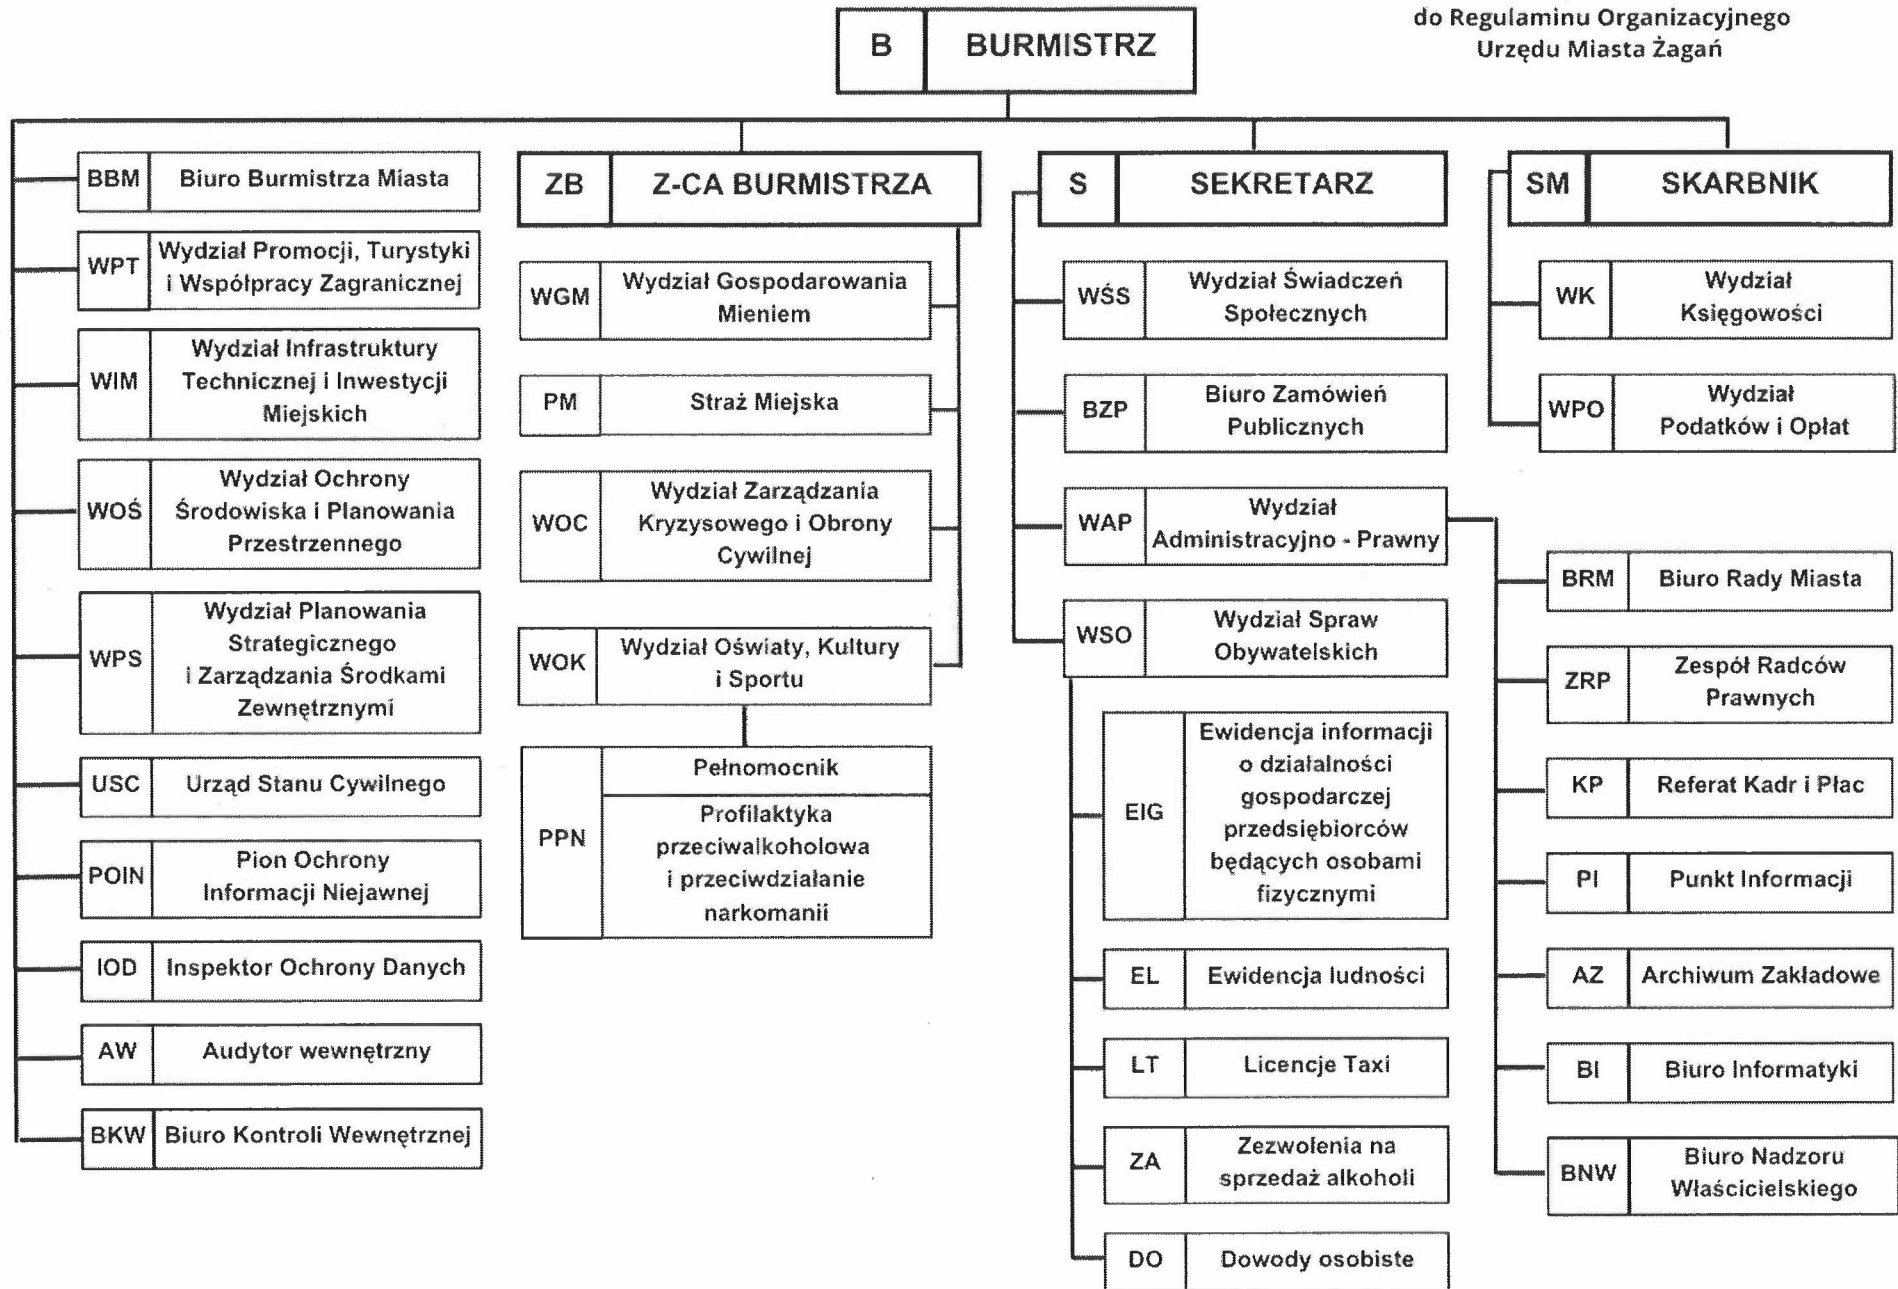 do Regulaminu Organizacyjnego
Urzędu Miasta Żagań
B BURMISTRZ
BBM Biuro Burmistrza Miasta
WPT Wydział Promocji, Turystyki
i Współpracy Zagranicznej
WIM Wydział Infrastruktury
Technicznej i Inwestycji
Miejskich
WOŚ Wydział Ochrony
Środowiska i Planowania
Przestrzennego
WPS Wydział Planowania
Strategicznego
i Zarządzania Środkami
Zewnętrznymi
USC Urząd Stanu Cywilnego
POIN Pion Ochrony
Informacji Niejawnej
IOD Inspektor Ochrony Danych
AW Audytor wewnętrzny
BKW Biuro Kontroli Wewnętrznej
ZB Z-CA BURMISTRZA
WGM Wydział Gospodarowania
Mieniem
PM Straż Miejska
WOC Wydział Zarządzania
Kryzysowego i Obrony
Cywilnej
WOK Wydział Oświaty, Kultury
i Sportu
PPN Pełnomocnik
Profilaktyka
przeciwalkoholowa
i przeciwdziałanie
narkomanii
S SEKRETARZ
WŚS Wydział Świadczeń
Społecznych
BZP Biuro Zamówień
Publicznych
WAP Wydział
Administracyjno - Prawny
WSO Wydział Spraw
Obywatelskich
EIG Ewidencja informacji
o działalności
gospodarczej
przedsiębiorców
będących osobami
fizycznymi
EL Ewidencja ludności
LT Licencje Taxi
ZA Zezwolenia na
sprzedaż alkoholi
DO Dowody osobiste
SM SKARBNIK
WK Wydział
Księgowości
WPO Wydział
Podatków i Opłat
BRM Biuro Rady Miasta
ZRP Zespół Radców
Prawnych
KP Referat Kadr i Płac
PI Punkt Informacji
AZ Archiwum Zakładowe
BI Biuro Informatyki
BNW Biuro Nadzoru
Właścicielskiego